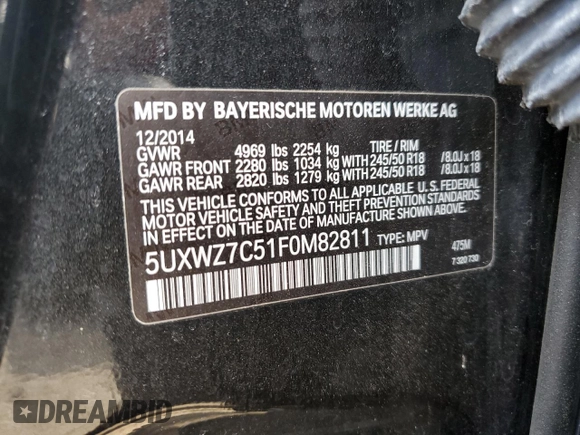 MFD BY BAYERISCHE MOTOREN WERKE AG
12/2014 TIRE / RIM
GVWR 4969 lbs 2254 kg
GAWR FRONT 2280 lbs 1034 kg WITH 245/50 R18 /8.0J x 18
GAWR REAR 2820 lbs 1279 kg WITH 245/50 R18 /8.0J x 18
THIS VEHICLE CONFORMS TO ALL APPLICABLE U.S. FEDERAL
MOTOR VEHICLE SAFETY AND THEFT PREVENTION STANDARDS
IN EFFECT ON THE DATE OF MANUFACTURE SHOWN ABOVE.
5UXWZ7C51F0M82811 TYPE: MPV 475M
7 320 730
DREAMBID